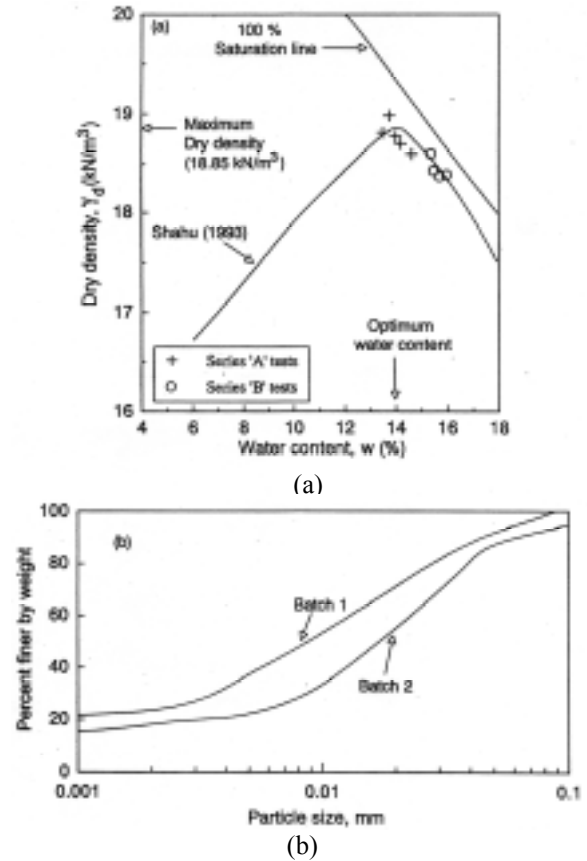 20
(a)
100 %
Saturation line
19
Maximum
Dry density
(18.85 kN/m³)
Dry density, γd (kN/m³)
18
Shahu (1993)
17
Optimum
water content
+ Series 'A' tests
O Series 'B' tests
16
4 6 8 10 12 14 16 18
Water content, w (%)
(a)
100
(b)
80
Percent finer by weight
Batch 1
60
40
Batch 2
20
0
0.001 0.01 0.1
Particle size, mm
(b)